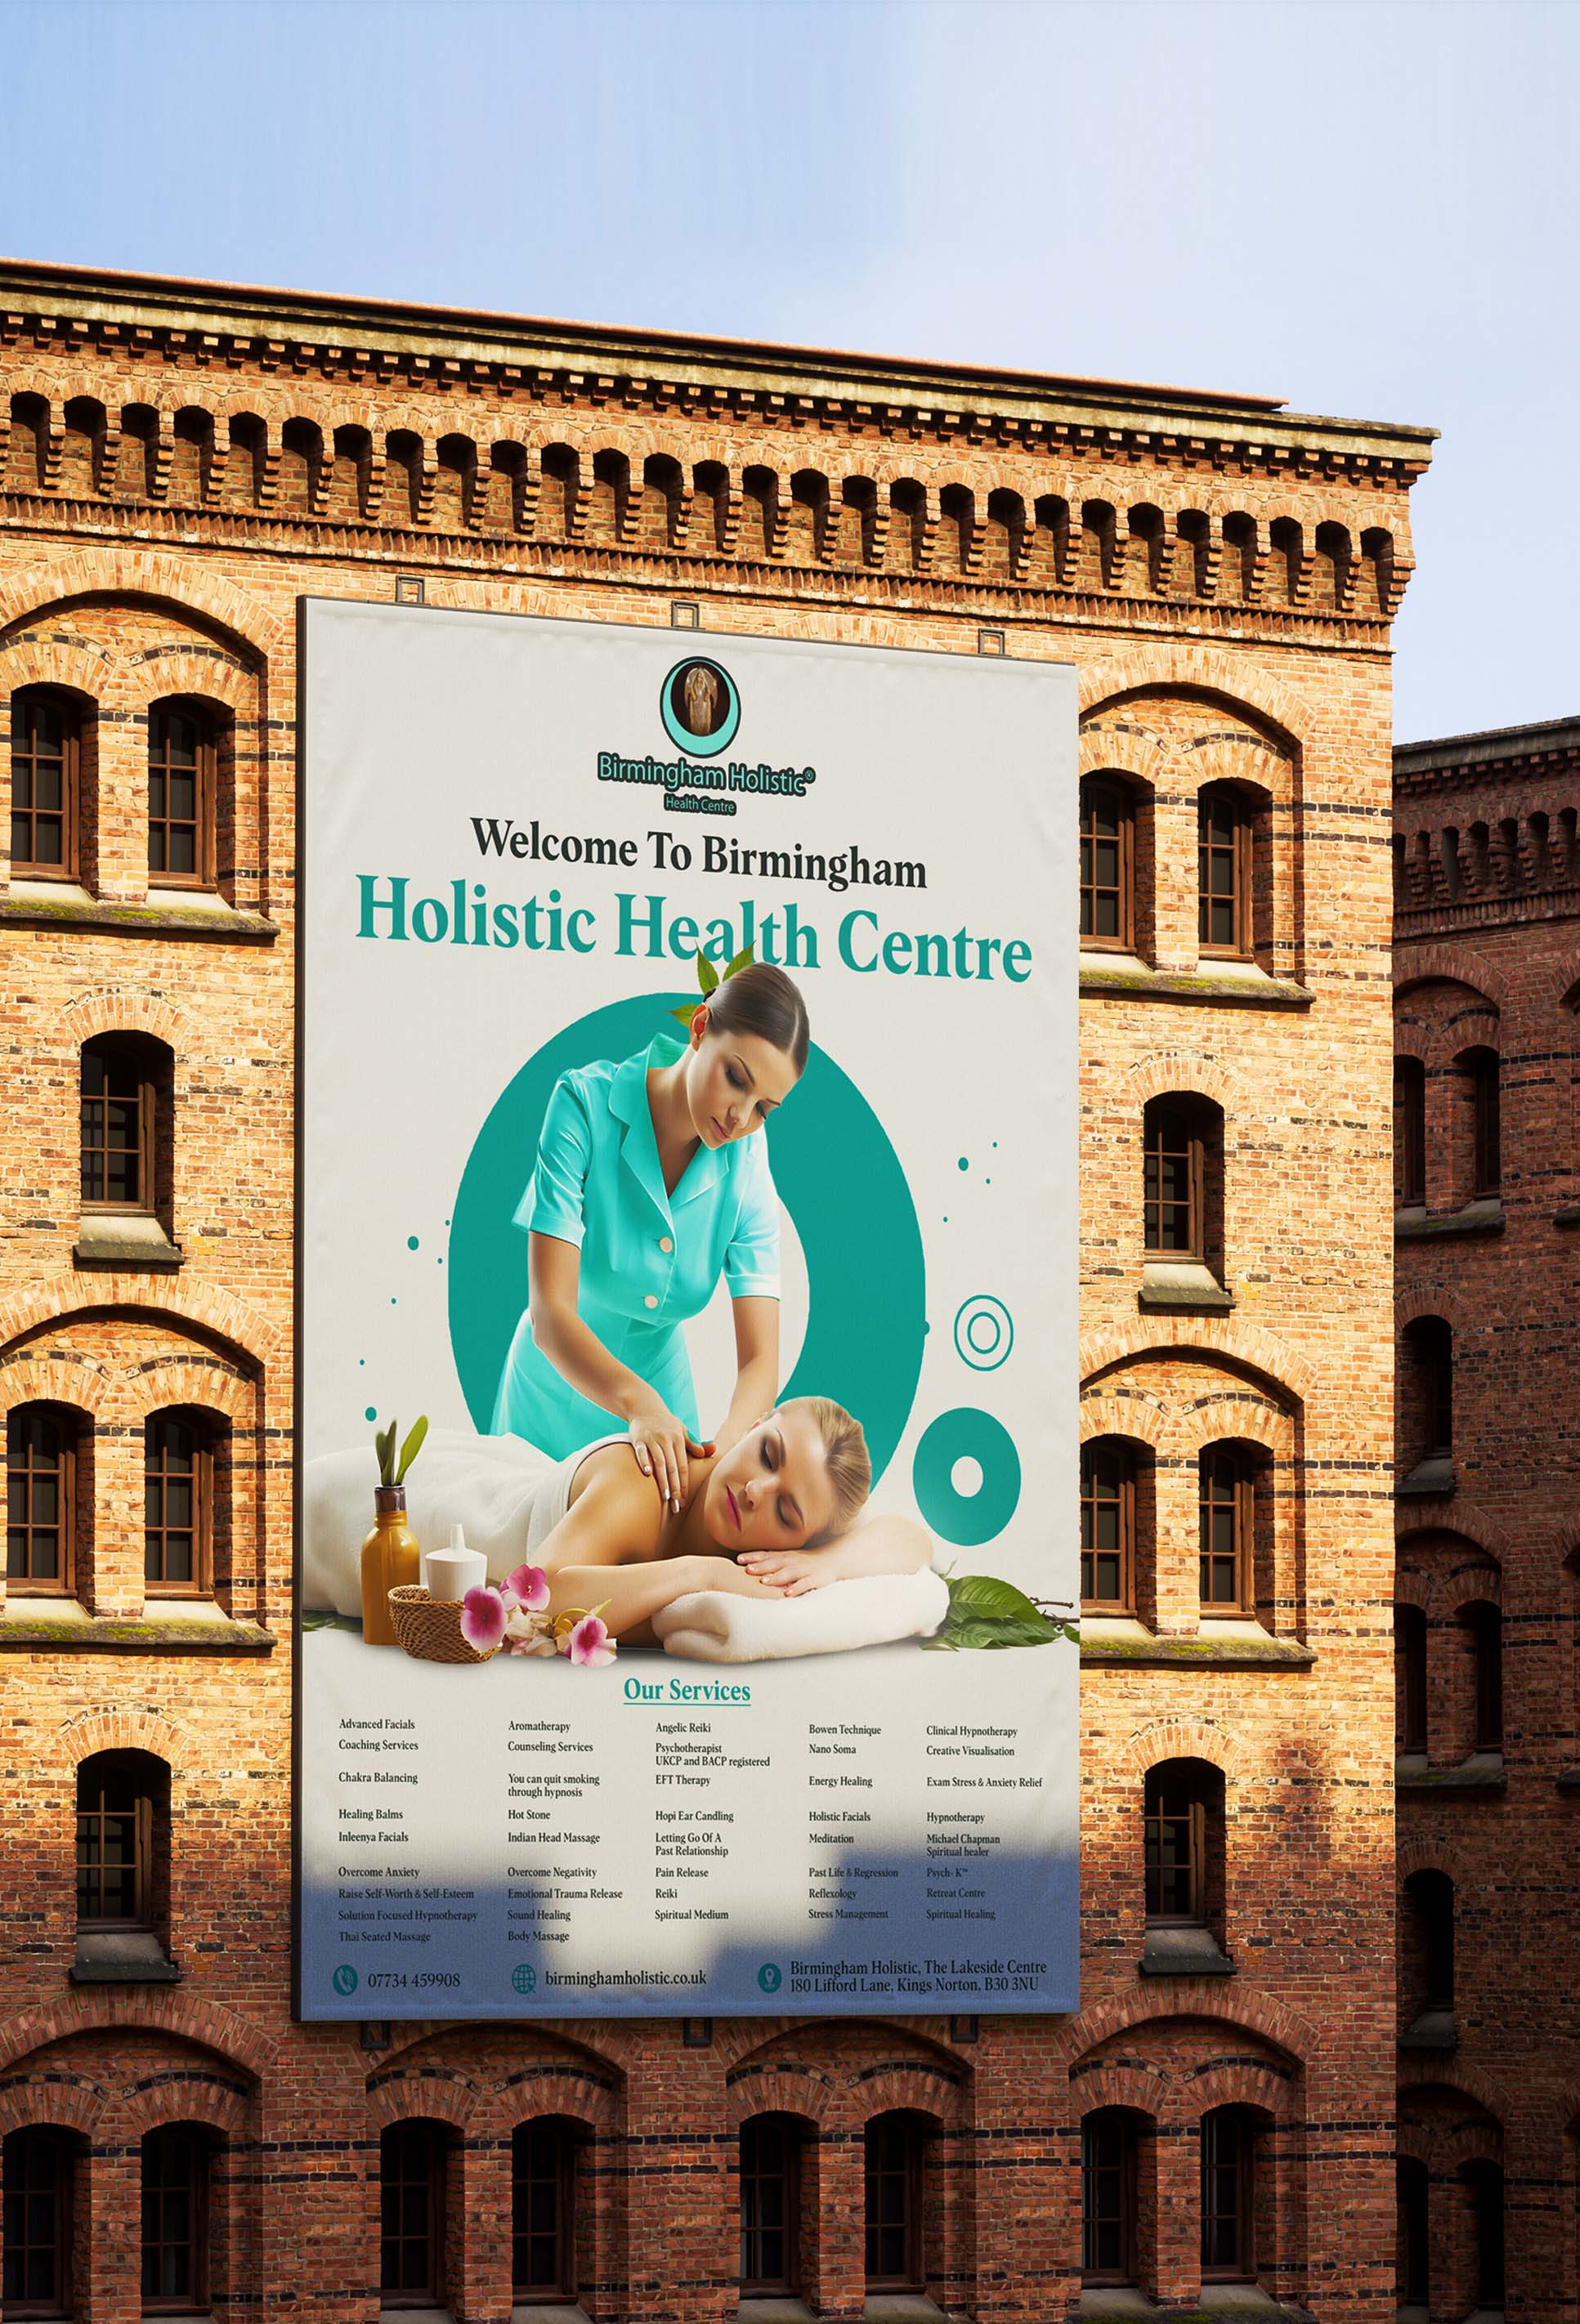 Birmingham Holistic®
Health Centre
Welcome To Birmingham
Holistic Health Centre
Our Services
Advanced Facials
Aromatherapy
Angelic Reiki
Bowen Technique
Clinical Hypnotherapy
Coaching Services
Counseling Services
Psychotherapist
UKCP and BACP registered
Nano Soma
Creative Visualisation
Chakra Balancing
You can quit smoking
through hypnosis
EFT Therapy
Energy Healing
Exam Stress & Anxiety Relief
Healing Balms
Hot Stone
Hopi Ear Candling
Holistic Facials
Hypnotherapy
Inleenya Facials
Indian Head Massage
Letting Go Of A
Past Relationship
Meditation
Michael Chapman
Spiritual healer
Overcome Anxiety
Overcome Negativity
Pain Release
Past Life & Regression
Psych-K™
Raise Self-Worth & Self-Esteem
Emotional Trauma Release
Reiki
Reflexology
Retreat Centre
Solution Focused Hypnotherapy
Sound Healing
Spiritual Medium
Stress Management
Spiritual Healing
Thai Seated Massage
Body Massage
07734 459908
birminghamholistic.co.uk
Birmingham Holistic, The Lakeside Centre
180 Lifford Lane, Kings Norton, B30 3NU